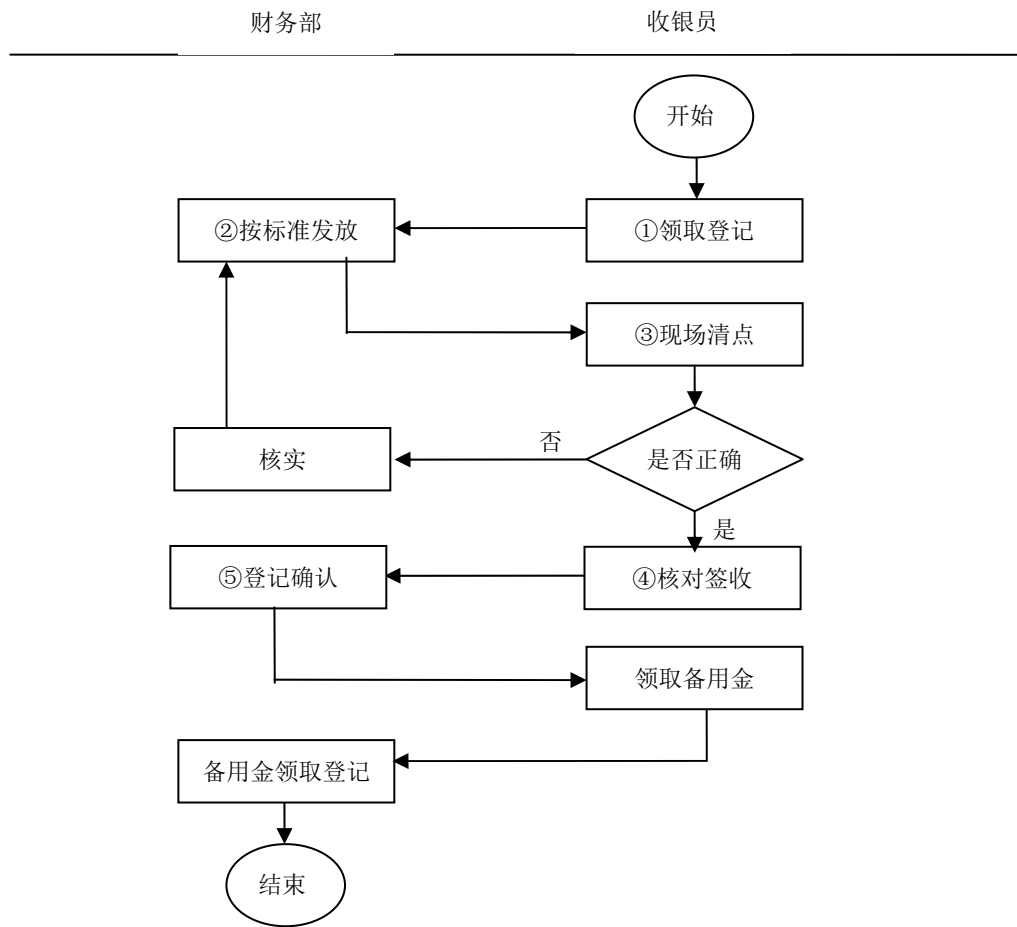 财务部
收银员
开始
②按标准发放
①领取登记
③现场清点
否
核实
是否正确
是
⑤登记确认
④核对签收
领取备用金
备用金领取登记
结束